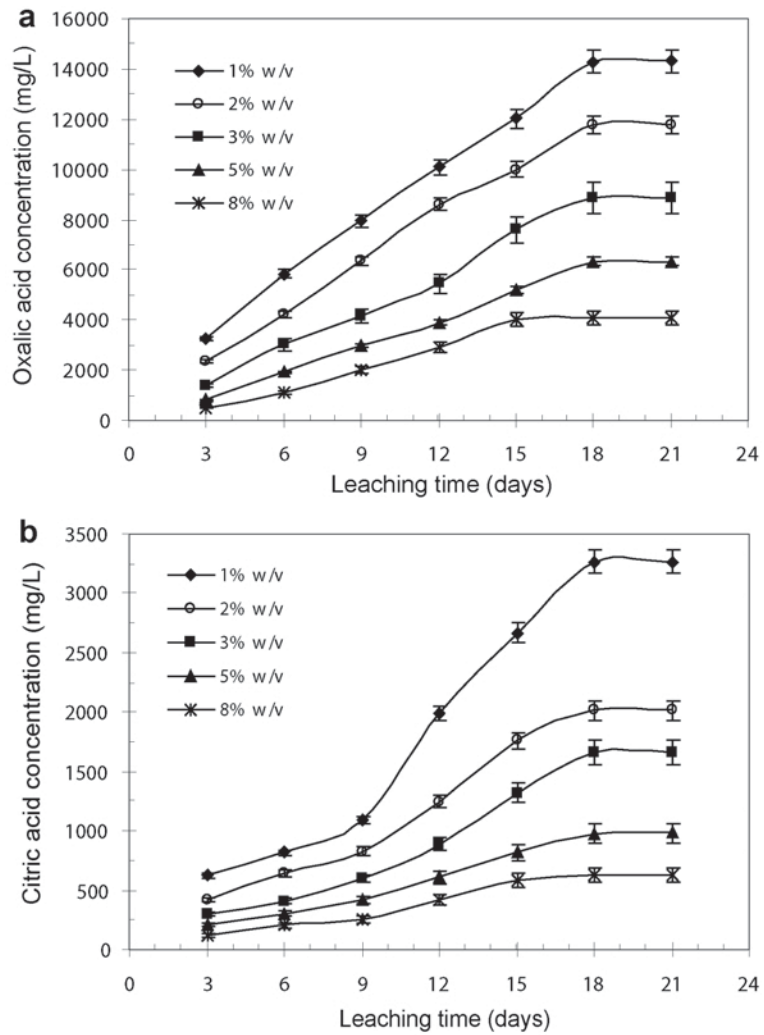 a
16000
14000
12000
10000
8000
6000
4000
2000
0
Oxalic acid concentration (mg/L)
1% w/v
2% w/v
3% w/v
5% w/v
8% w/v
0 3 6 9 12 15 18 21 24
Leaching time (days)
b
3500
3000
2500
2000
1500
1000
500
0
Citric acid concentration (mg/L)
1% w/v
2% w/v
3% w/v
5% w/v
8% w/v
0 3 6 9 12 15 18 21 24
Leaching time (days)